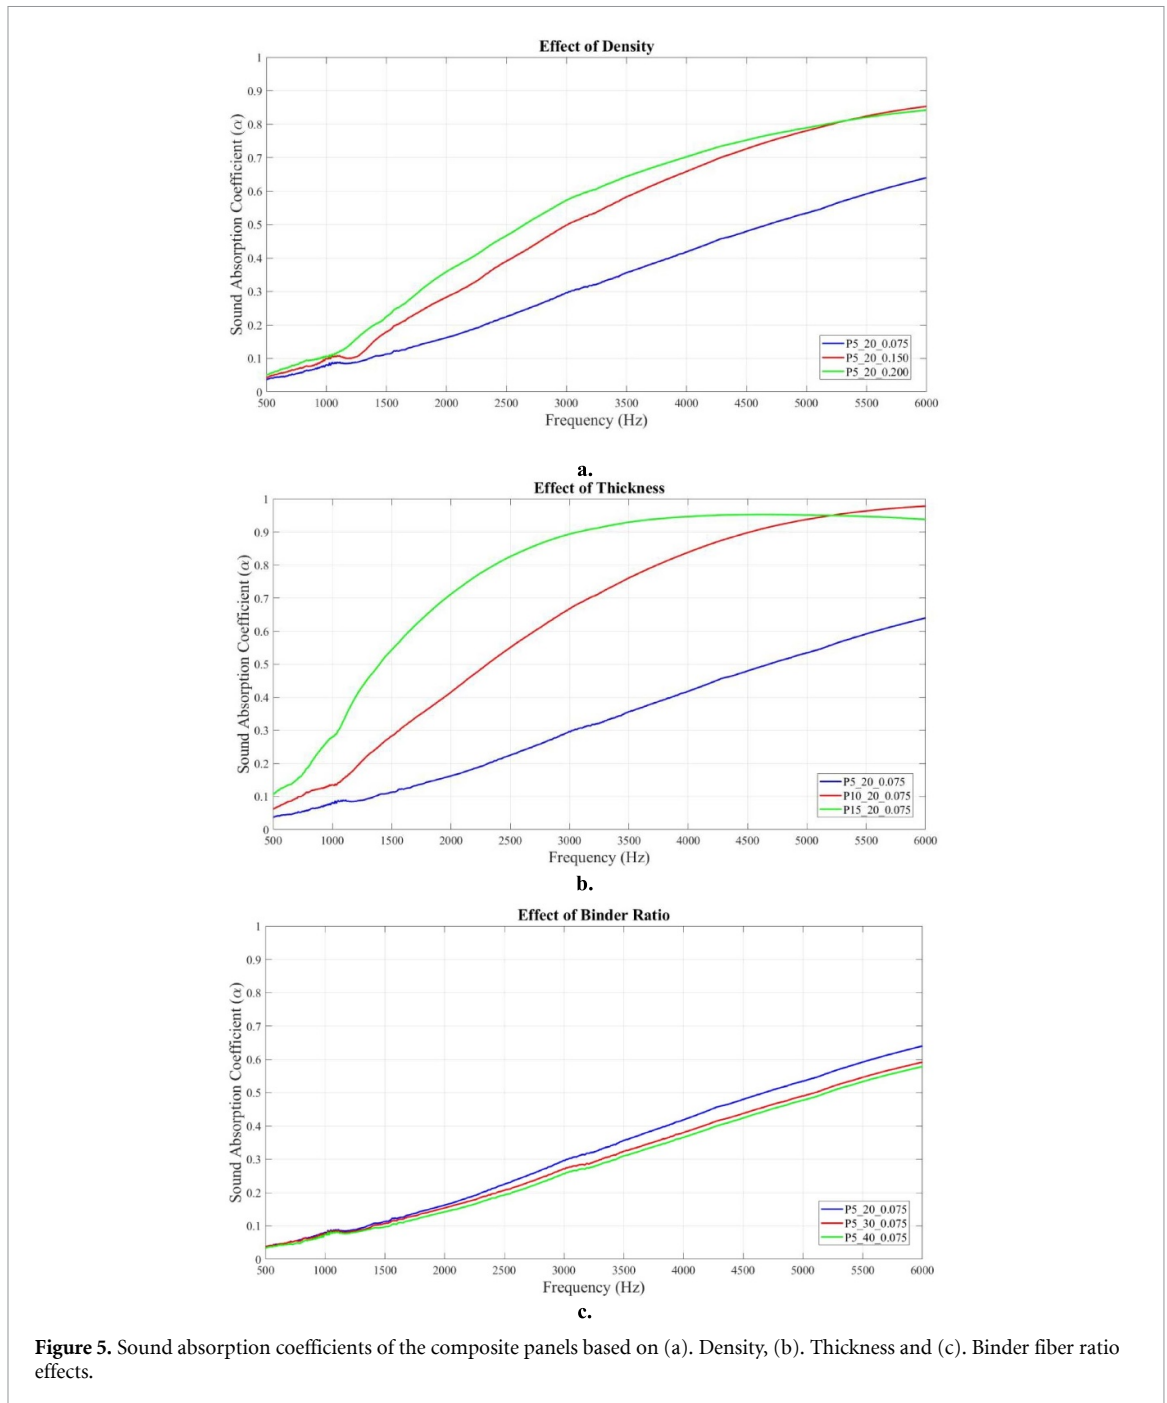 Effect of Density
1
0.9
0.8
0.7
0.6
0.5
0.4
0.3
0.2
0.1
0
Sound Absorption Coefficient (α)
P5_20_0.075
P5_20_0.150
P5_20_0.200
500 1000 1500 2000 2500 3000 3500 4000 4500 5000 5500 6000
Frequency (Hz)
a.
Effect of Thickness
1
0.9
0.8
0.7
0.6
0.5
0.4
0.3
0.2
0.1
0
Sound Absorption Coefficient (α)
P5_20_0.075
P10_20_0.075
P15_20_0.075
500 1000 1500 2000 2500 3000 3500 4000 4500 5000 5500 6000
Frequency (Hz)
b.
Effect of Binder Ratio
1
0.9
0.8
0.7
0.6
0.5
0.4
0.3
0.2
0.1
0
Sound Absorption Coefficient (α)
P5_20_0.075
P5_30_0.075
P5_40_0.075
500 1000 1500 2000 2500 3000 3500 4000 4500 5000 5500 6000
Frequency (Hz)
c.
Figure 5. Sound absorption coefficients of the composite panels based on (a). Density, (b). Thickness and (c). Binder fiber ratio
effects.